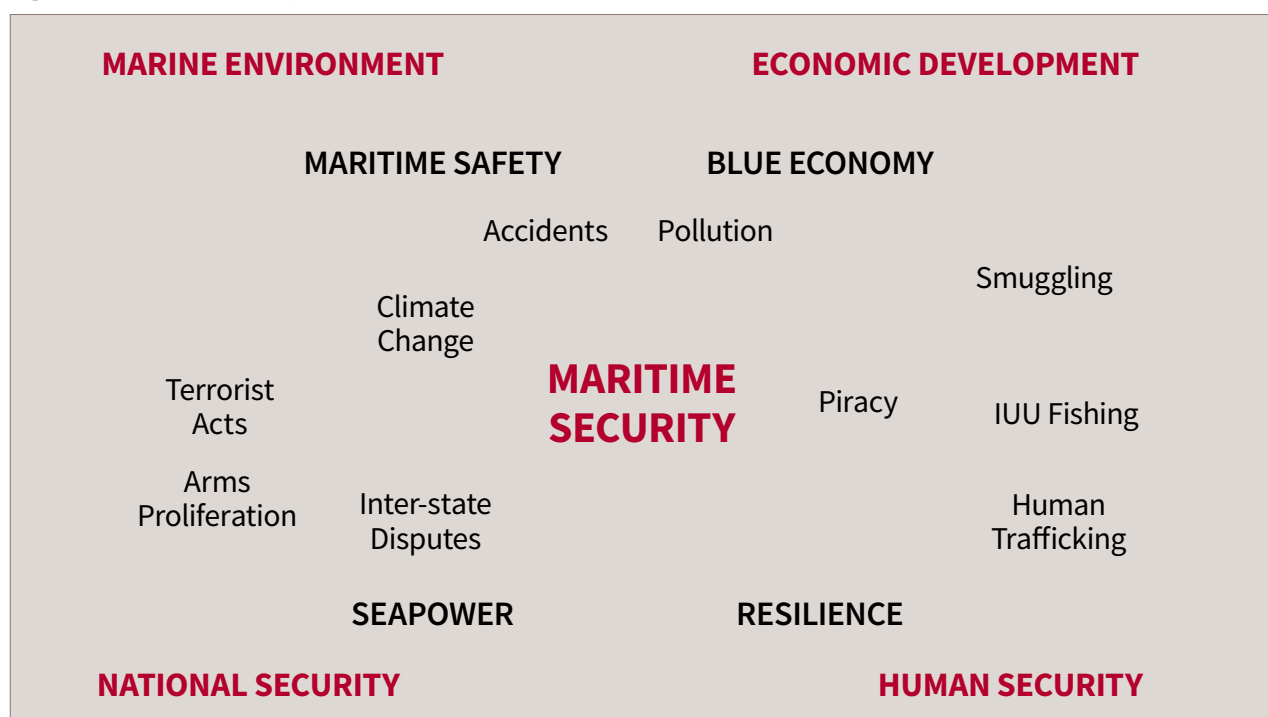 MARINE ENVIRONMENT
ECONOMIC DEVELOPMENT
MARITIME SAFETY
BLUE ECONOMY
Accidents
Pollution
Smuggling
Climate
Change
MARITIME
SECURITY
Terrorist
Acts
Piracy
IUU Fishing
Arms
Proliferation
Inter-state
Disputes
Human
Trafficking
SEAPOWER
RESILIENCE
NATIONAL SECURITY
HUMAN SECURITY